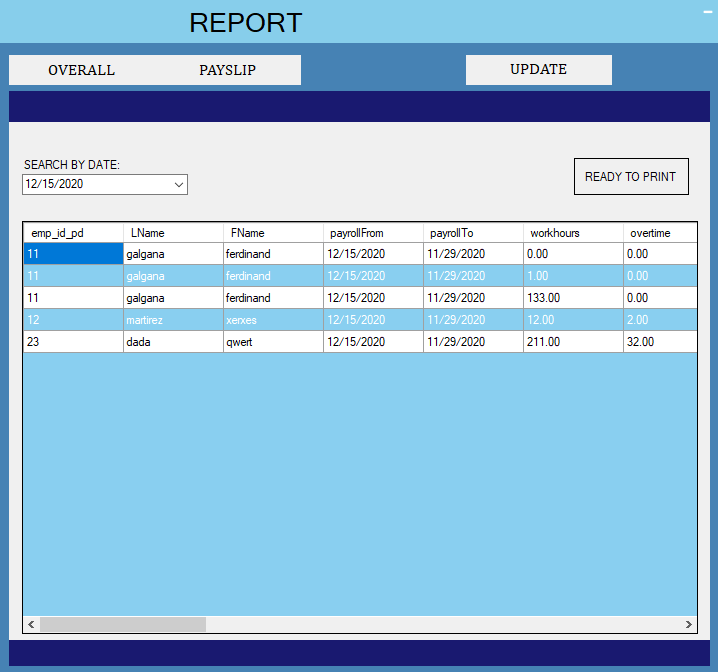 REPORT
OVERALL PAYSLIP UPDATE
SEARCH BY DATE:
12/15/2020
READY TO PRINT
emp_id_pd LName FName payrollFrom payrollTo workhours overtime
11 galgana ferdinand 12/15/2020 11/29/2020 0.00 0.00
11 galgana ferdinand 12/15/2020 11/29/2020 1.00 0.00
11 galgana ferdinand 12/15/2020 11/29/2020 133.00 0.00
12 martirez xerxes 12/15/2020 11/29/2020 12.00 2.00
23 dada qwert 12/15/2020 11/29/2020 211.00 32.00